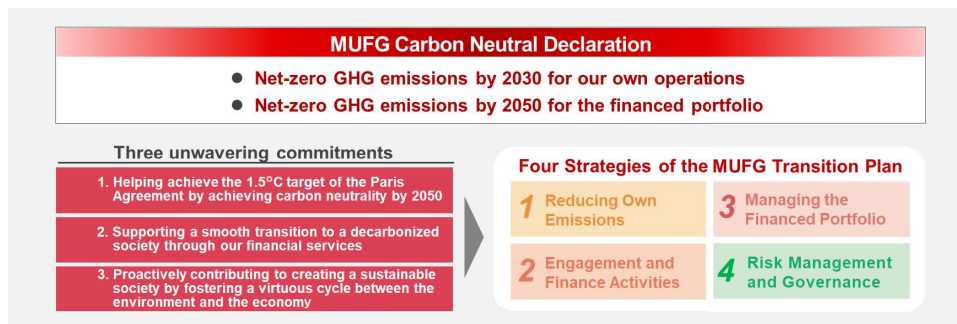 MUFG Carbon Neutral Declaration
● Net-zero GHG emissions by 2030 for our own operations
● Net-zero GHG emissions by 2050 for the financed portfolio
Three unwavering commitments
1. Helping achieve the 1.5°C target of the Paris
Agreement by achieving carbon neutrality by 2050
2. Supporting a smooth transition to a decarbonized
society through our financial services
3. Proactively contributing to creating a sustainable
society by fostering a virtuous cycle between the
environment and the economy
Four Strategies of the MUFG Transition Plan
1 Reducing Own
Emissions
2 Engagement and
Finance Activities
3 Managing the
Financed Portfolio
4 Risk Management
and Governance